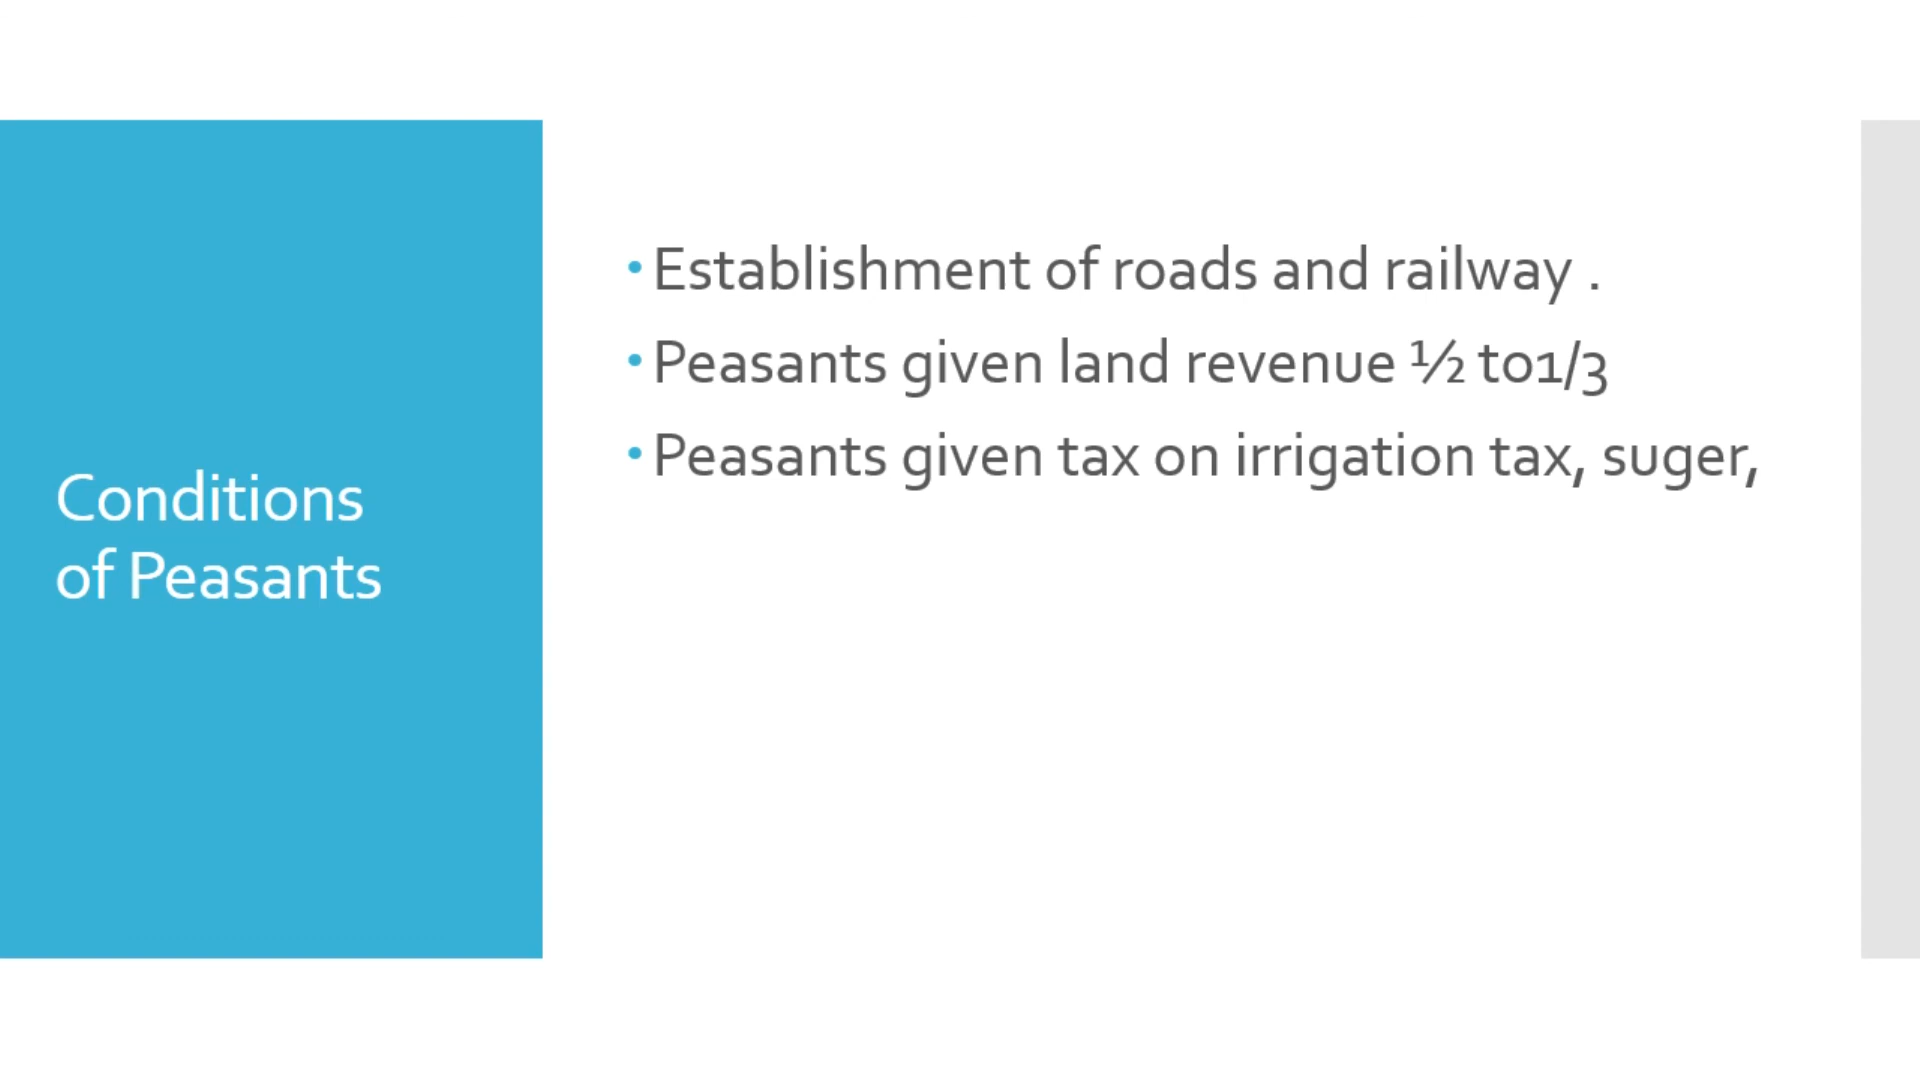 Conditions
of Peasants
• Establishment of roads and railway .
• Peasants given land revenue ½ to1/3
• Peasants given tax on irrigation tax, suger,